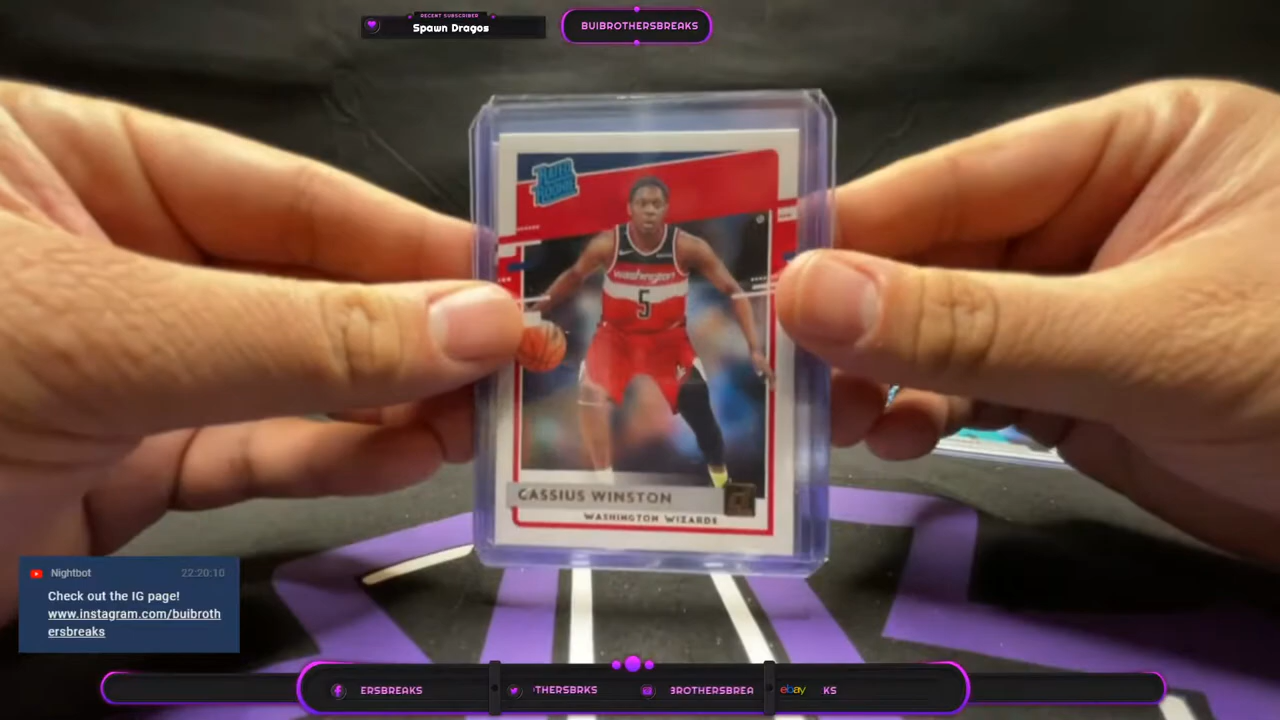 RECENT SUBSCRIBER
Spawn Dragos
BUIBROTHERSBREAKS
RATED
ROOKIE
Washington
5
CASSIUS WINSTON
WASHINGTON WIZARDS
Nightbot 22:20:10
Check out the IG page!
www.instagram.com/buibroth
ersbreaks
ERSBREAKS
THERSBRKS
3ROTHERSBREA
ebay
KS